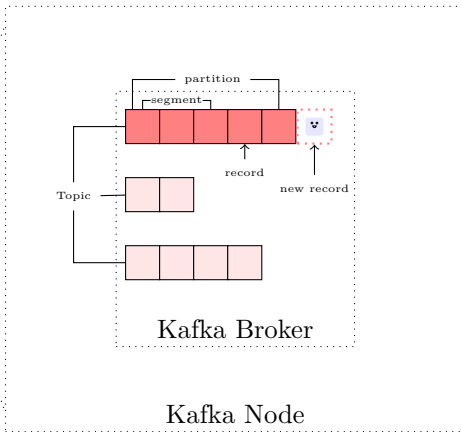 partition
segment
record
new record
Topic
Kafka Broker
Kafka Node